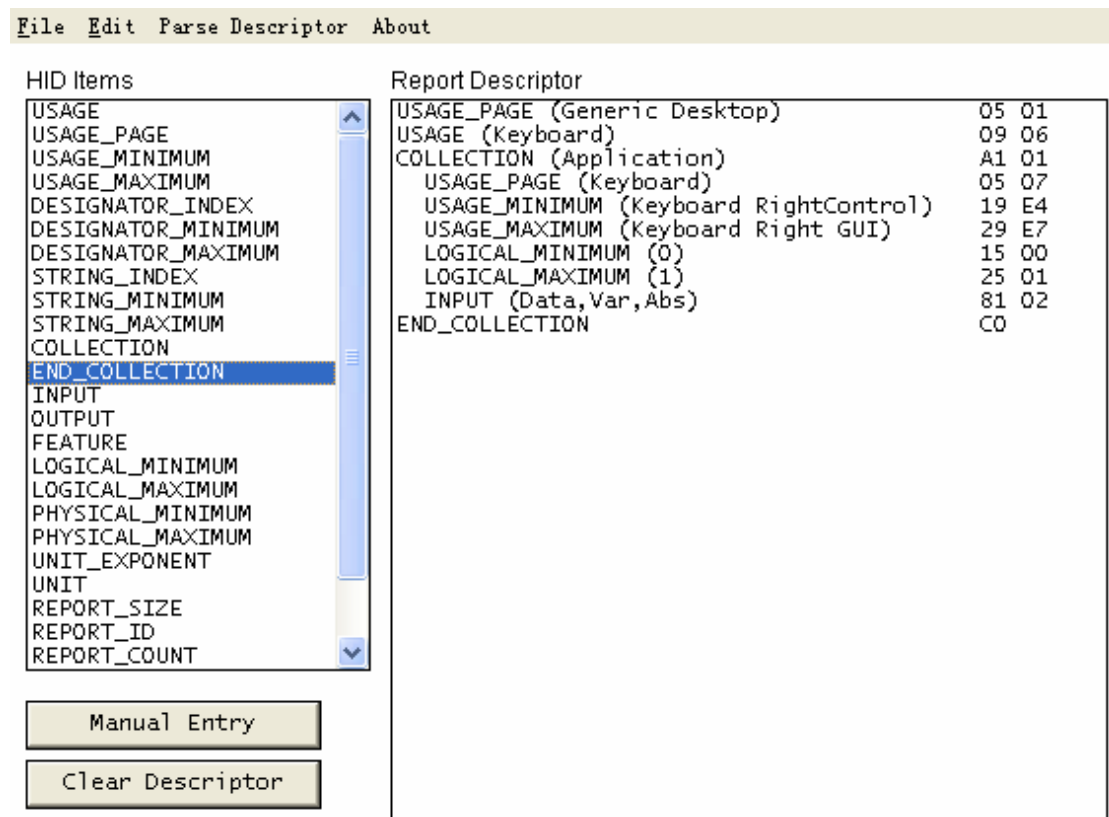 File Edit Parse Descriptor About
HID Items
USAGE
USAGE_PAGE
USAGE_MINIMUM
USAGE_MAXIMUM
DESIGNATOR_INDEX
DESIGNATOR_MINIMUM
DESIGNATOR_MAXIMUM
STRING_INDEX
STRING_MINIMUM
STRING_MAXIMUM
COLLECTION
END_COLLECTION
INPUT
OUTPUT
FEATURE
LOGICAL_MINIMUM
LOGICAL_MAXIMUM
PHYSICAL_MINIMUM
PHYSICAL_MAXIMUM
UNIT_EXPONENT
UNIT
REPORT_SIZE
REPORT_ID
REPORT_COUNT
Manual Entry
Clear Descriptor
Report Descriptor
USAGE_PAGE (Generic Desktop) 05 01
USAGE (Keyboard) 09 06
COLLECTION (Application) A1 01
USAGE_PAGE (Keyboard) 05 07
USAGE_MINIMUM (Keyboard RightControl) 19 E4
USAGE_MAXIMUM (Keyboard Right GUI) 29 E7
LOGICAL_MINIMUM (0) 15 00
LOGICAL_MAXIMUM (1) 25 01
INPUT (Data,Var,Abs) 81 02
END_COLLECTION C0